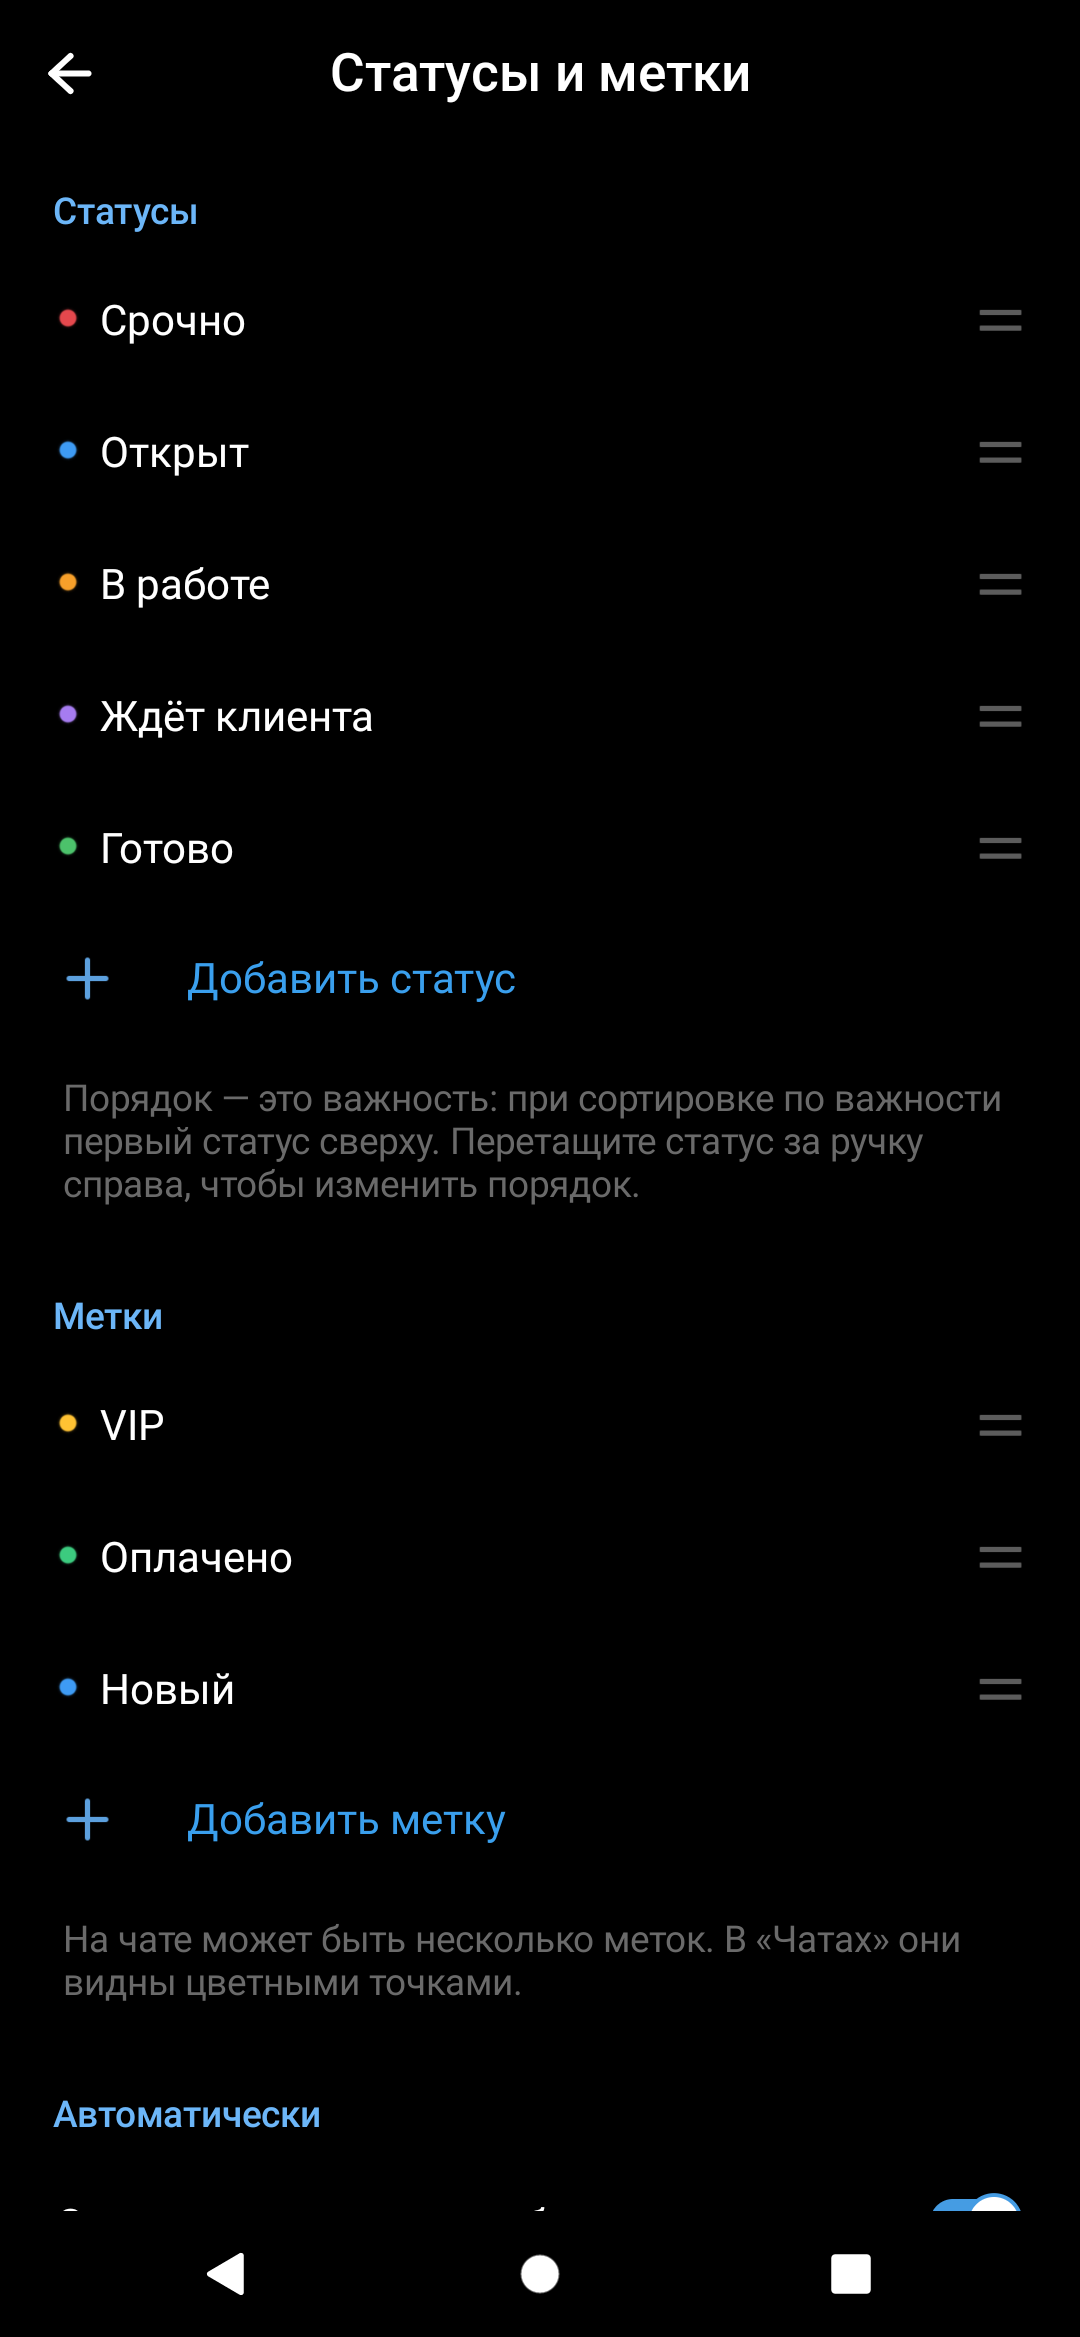 Статусы и метки
Статусы
Срочно
Открыт
В работе
Ждёт клиента
Готово
Добавить статус
Порядок — это важность: при сортировке по важности
первый статус сверху. Перетащите статус за ручку
справа, чтобы изменить порядок.
Метки
VIP
Оплачено
Новый
Добавить метку
На чате может быть несколько меток. В «Чатах» они
видны цветными точками.
Автоматически